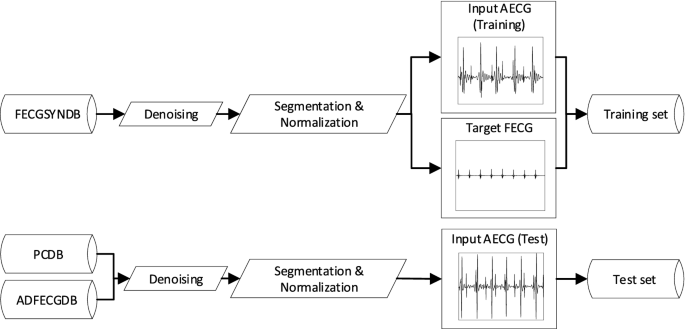 Input AECG
(Training)
FECGSYNDB
Denoising
Segmentation &
Normalization
Training set
Target FECG
PCDB
ADFECGDB
Denoising
Segmentation &
Normalization
Input AECG (Test)
Test set